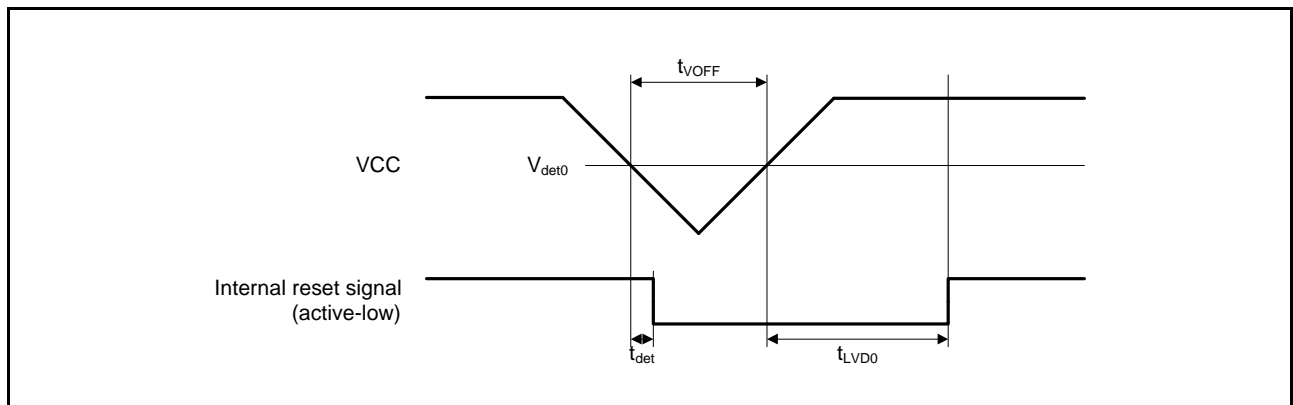 tVOFF
VCC
Vdet0
Internal reset signal
(active-low)
tdet
tLVD0